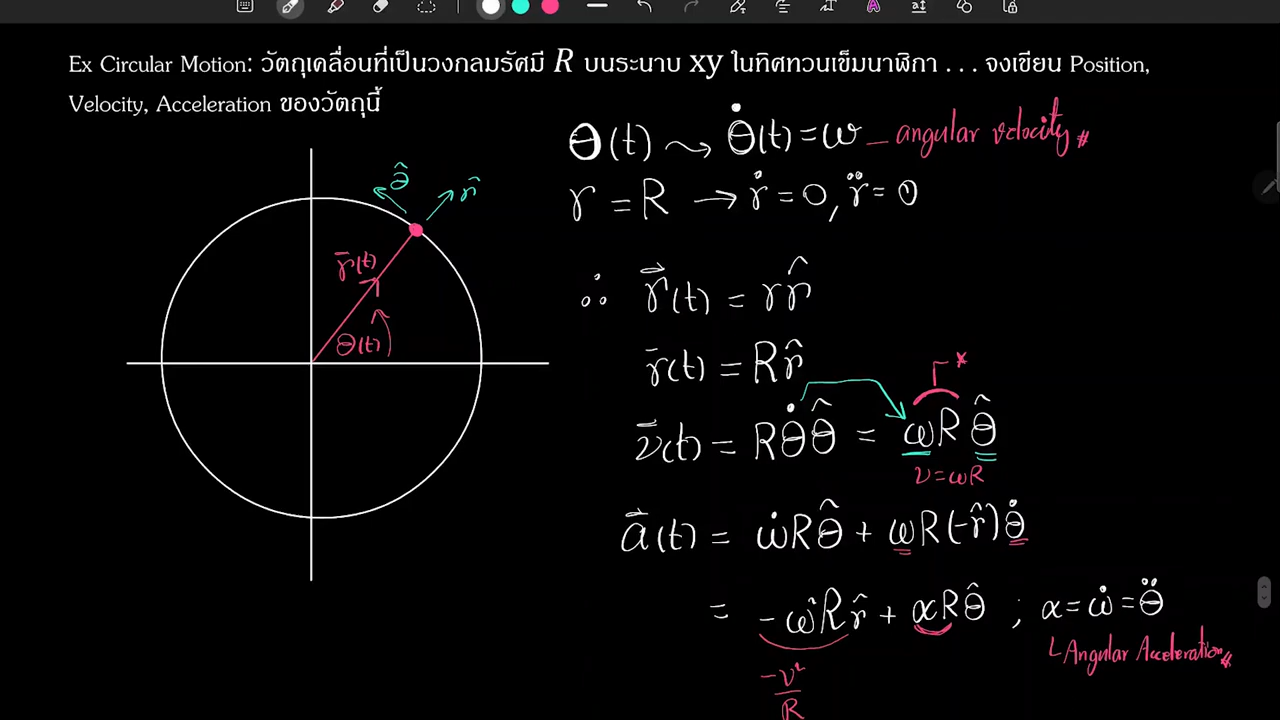 Ex Circular Motion: วัตถุเคลื่อนที่เป็นวงกลมรัศมี R บนระนาบ xy ในทิศทวนเข็มนาฬิกา . . . จงเขียน Position,
Velocity, Acceleration ของวัตถุนี้
θ(t) ⇝ θ̇(t) = ω — angular velocity #
r = R → ṙ = 0, r̈ = 0
θ̂ r̂
r̄(t)
θ(t)
∴ r⃗(t) = r r̂
r̄(t) = R r̂
*
v̄(t) = R θ̇ θ̂ = ωR θ̂
v = ωR
a⃗(t) = ω̇Rθ̂ + ωR(-r̂)θ̇
= -ω²R r̂ + αRθ̂ ; α = ω̇ = θ̈
Angular Acceleration #
-v²/R